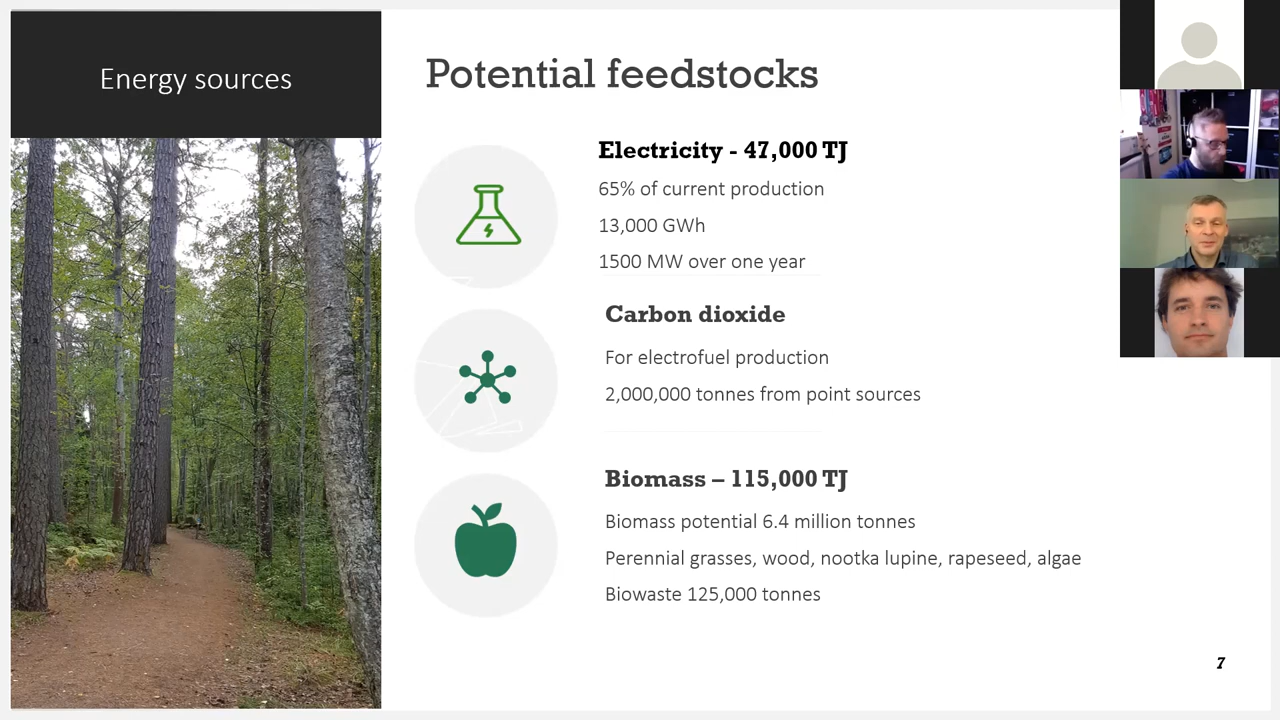 Energy sources
Potential feedstocks
Electricity - 47,000 TJ
65% of current production
13,000 GWh
1500 MW over one year
Carbon dioxide
For electrofuel production
2,000,000 tonnes from point sources
Biomass – 115,000 TJ
Biomass potential 6.4 million tonnes
Perennial grasses, wood, nootka lupine, rapeseed, algae
Biowaste 125,000 tonnes
7